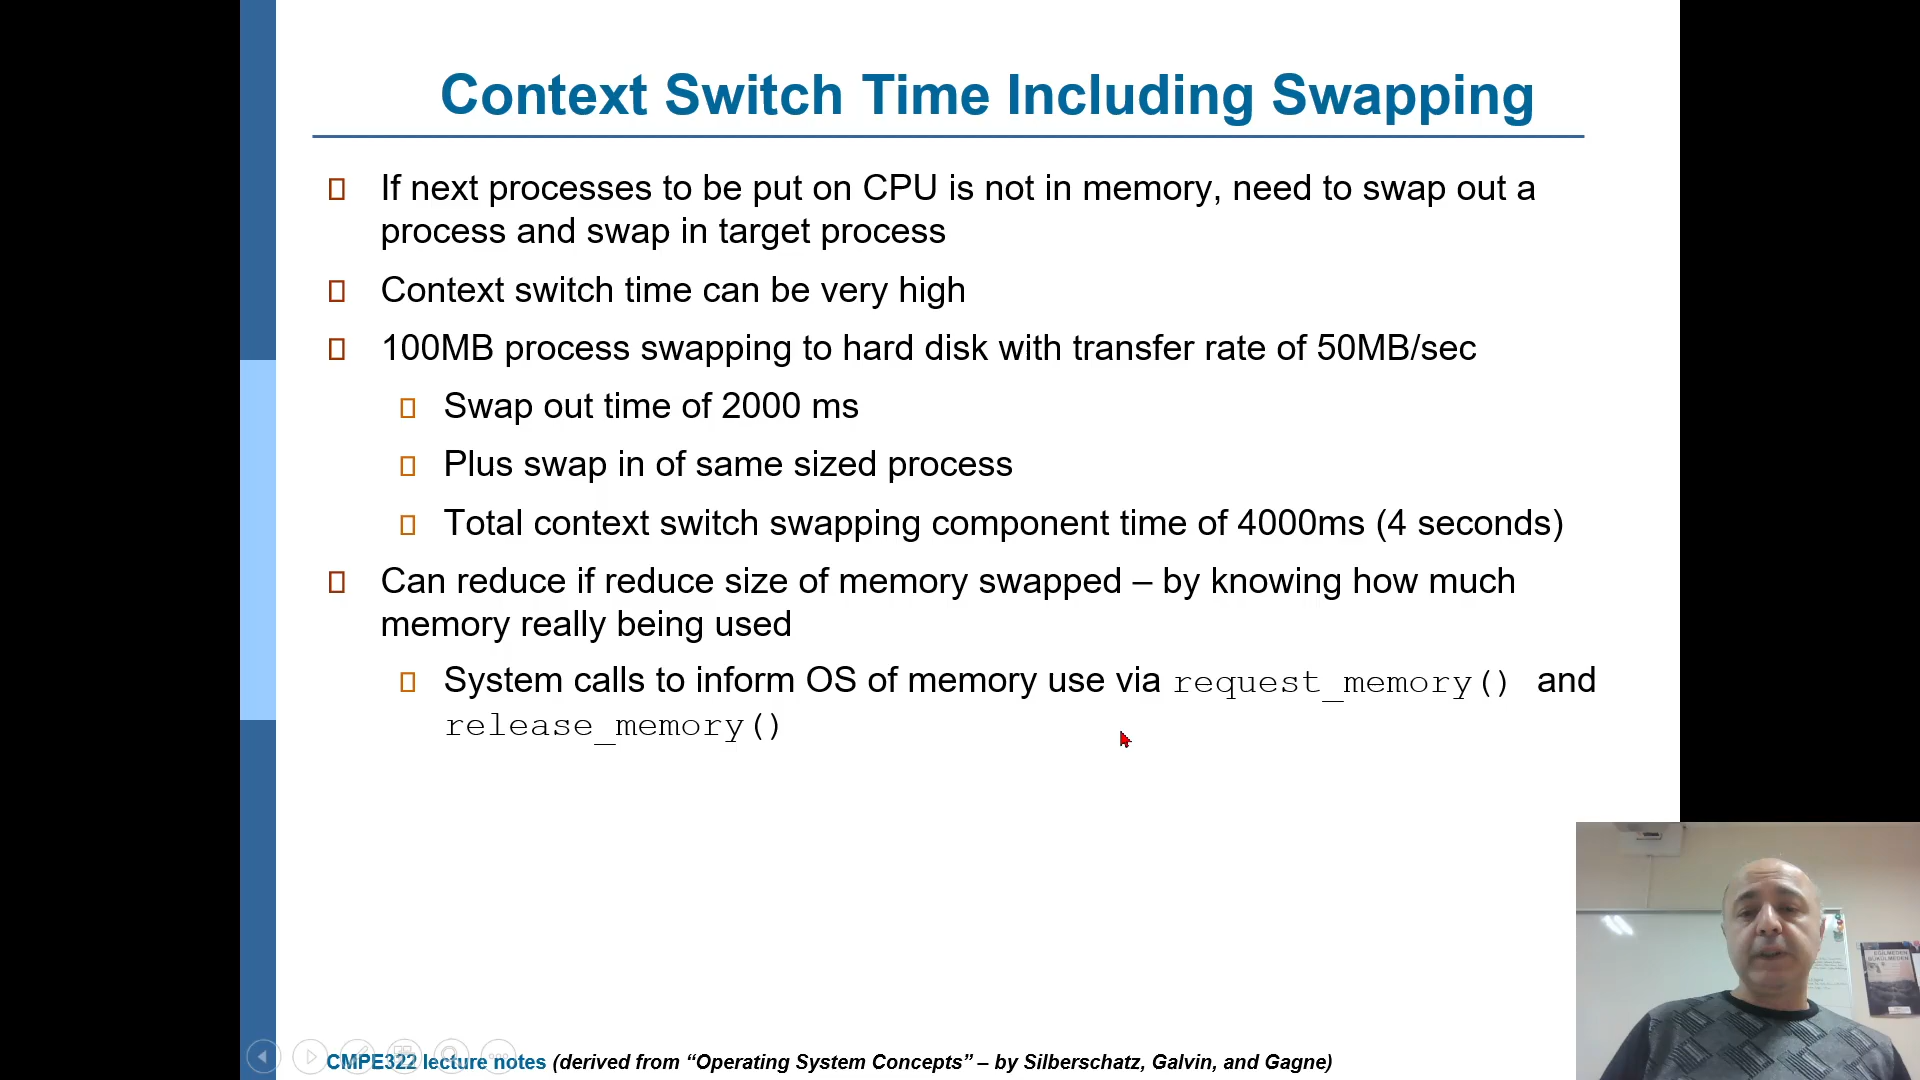 Context Switch Time Including Swapping
If next processes to be put on CPU is not in memory, need to swap out a
process and swap in target process
Context switch time can be very high
100MB process swapping to hard disk with transfer rate of 50MB/sec
Swap out time of 2000 ms
Plus swap in of same sized process
Total context switch swapping component time of 4000ms (4 seconds)
Can reduce if reduce size of memory swapped – by knowing how much
memory really being used
System calls to inform OS of memory use via request_memory() and
release_memory()
CMPE322 lecture notes (derived from “Operating System Concepts” – by Silberschatz, Galvin, and Gagne)